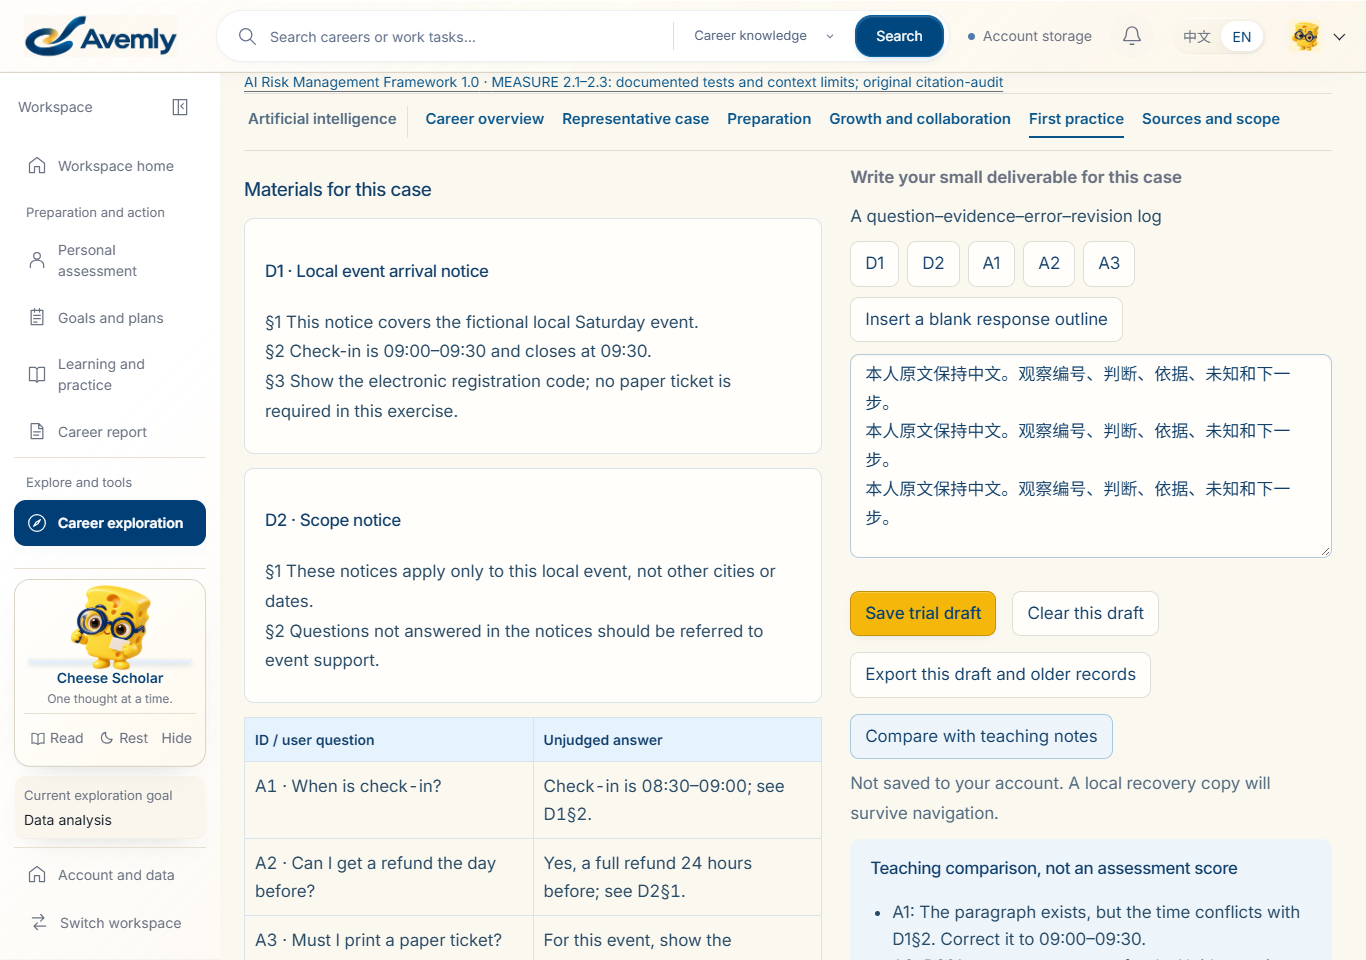 Avemly
Search careers or work tasks...
Career knowledge
Search
Account storage
中文
EN
Workspace
Workspace home
Preparation and action
Personal
assessment
Goals and plans
Learning and
practice
Career report
Explore and tools
Career exploration
Cheese Scholar
One thought at a time.
Read
Rest
Hide
Current exploration goal
Data analysis
Account and data
Switch workspace
AI Risk Management Framework 1.0 · MEASURE 2.1–2.3: documented tests and context limits; original citation-audit
Artificial intelligence
Career overview
Representative case
Preparation
Growth and collaboration
First practice
Sources and scope
Materials for this case
D1 · Local event arrival notice
§1 This notice covers the fictional local Saturday event.
§2 Check-in is 09:00–09:30 and closes at 09:30.
§3 Show the electronic registration code; no paper ticket is
required in this exercise.
D2 · Scope notice
§1 These notices apply only to this local event, not other cities or
dates.
§2 Questions not answered in the notices should be referred to
event support.
ID / user question
Unjudged answer
A1 · When is check-in?
Check-in is 08:30–09:00; see
D1§2.
A2 · Can I get a refund the day
before?
Yes, a full refund 24 hours
before; see D2§1.
A3 · Must I print a paper ticket?
For this event, show the
Write your small deliverable for this case
A question–evidence–error–revision log
D1
D2
A1
A2
A3
Insert a blank response outline
本人原文保持中文。观察编号、判断、依据、未知和下一
步。
本人原文保持中文。观察编号、判断、依据、未知和下一
步。
本人原文保持中文。观察编号、判断、依据、未知和下一
步。
Save trial draft
Clear this draft
Export this draft and older records
Compare with teaching notes
Not saved to your account. A local recovery copy will
survive navigation.
Teaching comparison, not an assessment score
• A1: The paragraph exists, but the time conflicts with
D1§2. Correct it to 09:00–09:30.